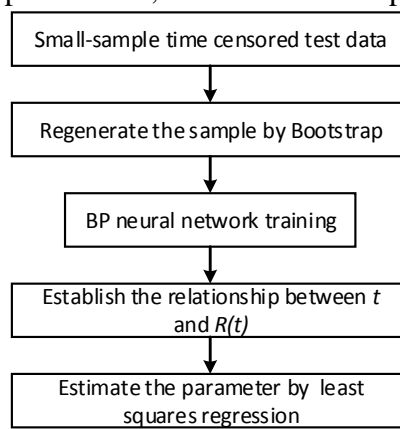 Small-sample time censored test data
Regenerate the sample by Bootstrap
BP neural network training
Establish the relationship between t
and R(t)
Estimate the parameter by least
squares regression